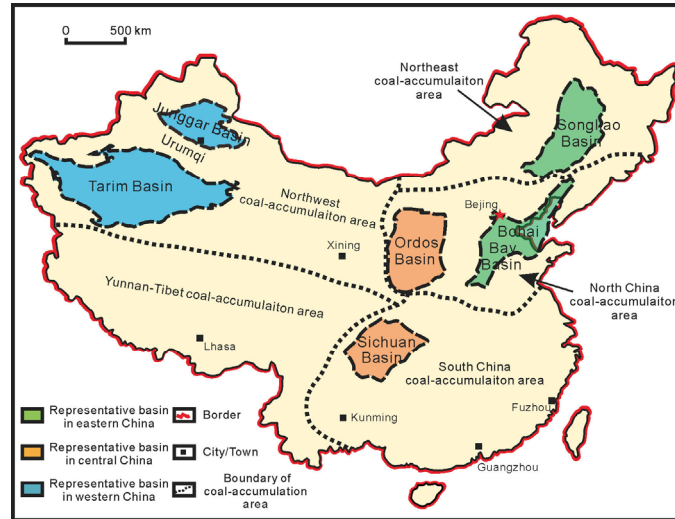 0 500 km
Northeast
coal-accumulaiton
area
Songliao
Basin
Junggar Basin
Urumqi
Tarim Basin
Northwest
coal-accumulaiton area
Bejing
Bohai
Bay
Basin
Ordos
Basin
Xining
North China
coal-accumulaiton
area
Yunnan-Tibet coal-accumulaiton area
Sichuan
Basin
Lhasa
South China
coal-accumulaiton area
Kunming
Fuzhou
Guangzhou
Representative basin
in eastern China
Border
Representative basin
in central China
City/Town
Representative basin
in western China
Boundary of
coal-accumulation
area